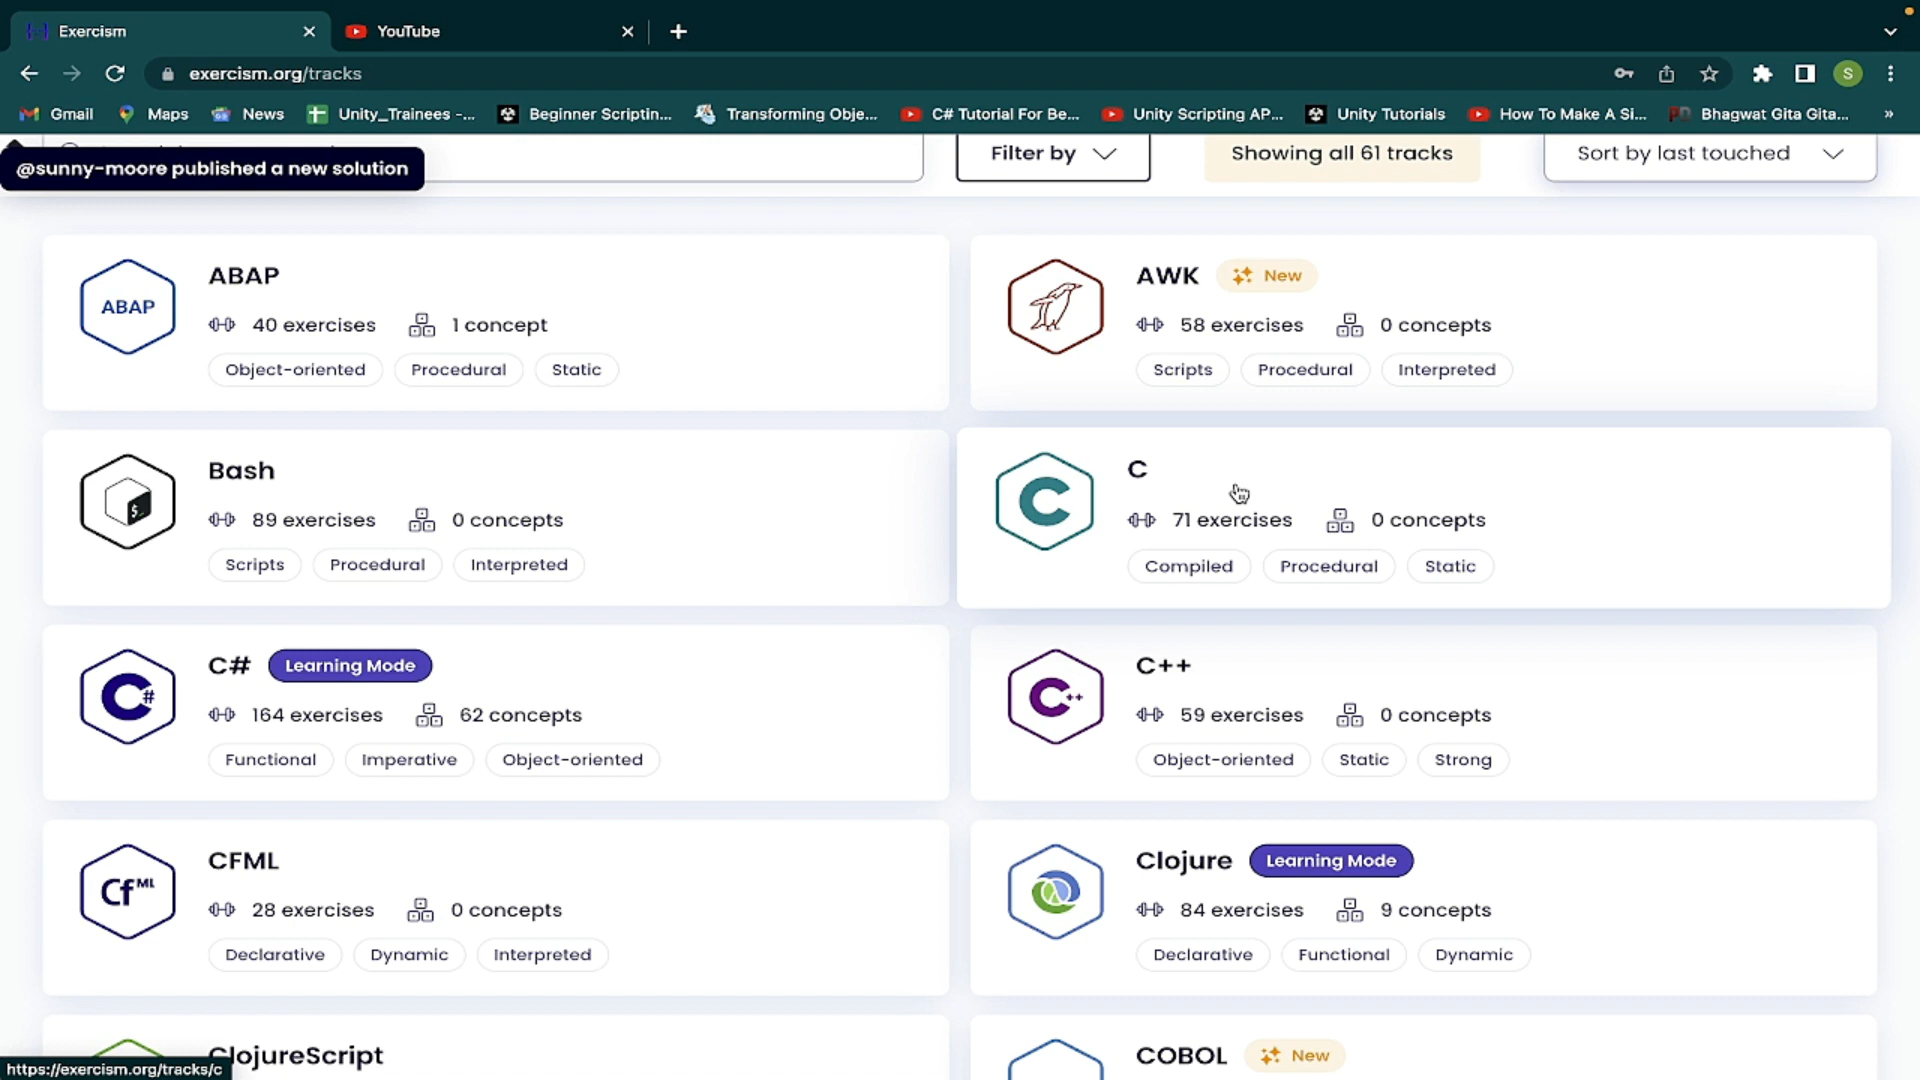 Exercism
YouTube
exercism.org/tracks
S
Gmail
Maps
News
Unity_Trainees -...
Beginner Scriptin...
Transforming Obje...
C# Tutorial For Be...
Unity Scripting AP...
Unity Tutorials
How To Make A Si...
Bhagwat Gita Gita...
»
@sunny-moore published a new solution
Filter by
Showing all 61 tracks
Sort by last touched
ABAP
ABAP
40 exercises
1 concept
Object-oriented
Procedural
Static
AWK
New
58 exercises
0 concepts
Scripts
Procedural
Interpreted
$_
Bash
89 exercises
0 concepts
Scripts
Procedural
Interpreted
C
C
71 exercises
0 concepts
Compiled
Procedural
Static
C#
C#
Learning Mode
164 exercises
62 concepts
Functional
Imperative
Object-oriented
C++
C++
59 exercises
0 concepts
Object-oriented
Static
Strong
Cf ML
CFML
28 exercises
0 concepts
Declarative
Dynamic
Interpreted
Clojure
Learning Mode
84 exercises
9 concepts
Declarative
Functional
Dynamic
ClojureScript
COBOL
New
https://exercism.org/tracks/c